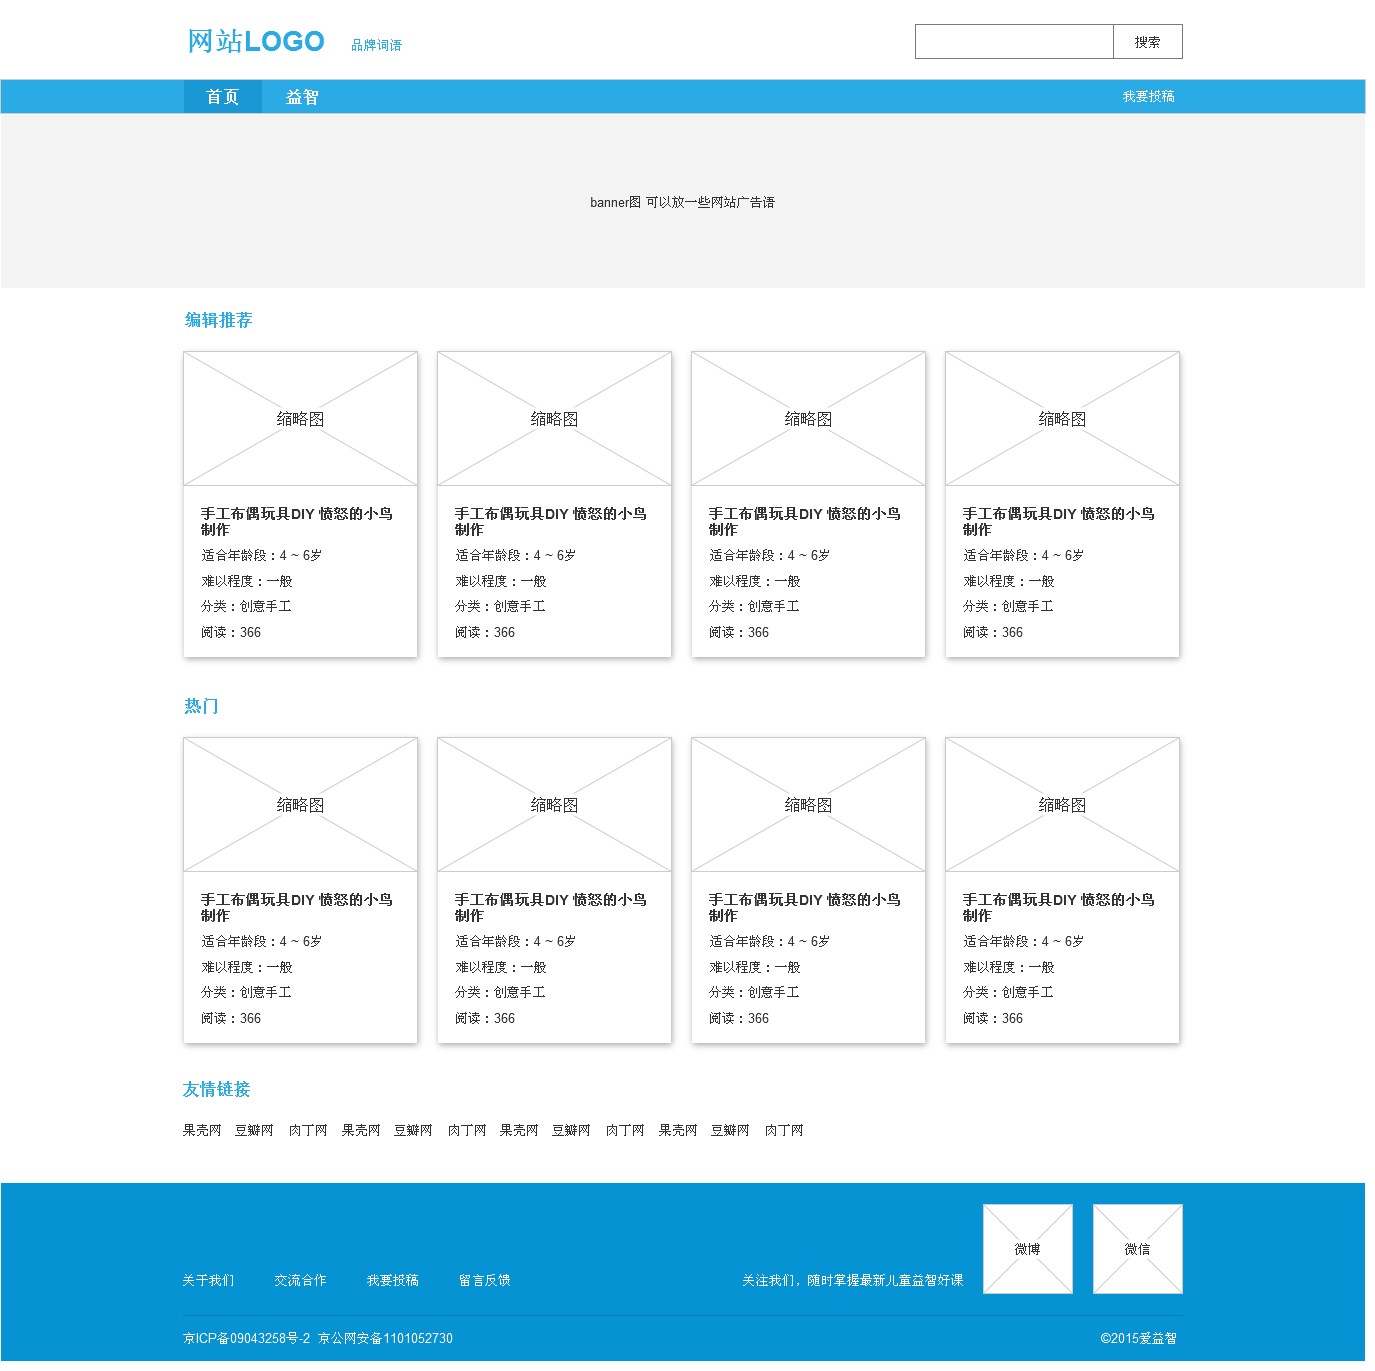 网站LOGO 品牌词语 搜索
首页 益智 我要投稿
banner图 可以放一些网站广告语
编辑推荐
缩略图 缩略图 缩略图 缩略图
手工布偶玩具DIY 愤怒的小鸟 手工布偶玩具DIY 愤怒的小鸟 手工布偶玩具DIY 愤怒的小鸟 手工布偶玩具DIY 愤怒的小鸟
制作 制作 制作 制作
适合年龄段：4 ~ 6岁 适合年龄段：4 ~ 6岁 适合年龄段：4 ~ 6岁 适合年龄段：4 ~ 6岁
难以程度：一般 难以程度：一般 难以程度：一般 难以程度：一般
分类：创意手工 分类：创意手工 分类：创意手工 分类：创意手工
阅读：366 阅读：366 阅读：366 阅读：366
热门
缩略图 缩略图 缩略图 缩略图
手工布偶玩具DIY 愤怒的小鸟 手工布偶玩具DIY 愤怒的小鸟 手工布偶玩具DIY 愤怒的小鸟 手工布偶玩具DIY 愤怒的小鸟
制作 制作 制作 制作
适合年龄段：4 ~ 6岁 适合年龄段：4 ~ 6岁 适合年龄段：4 ~ 6岁 适合年龄段：4 ~ 6岁
难以程度：一般 难以程度：一般 难以程度：一般 难以程度：一般
分类：创意手工 分类：创意手工 分类：创意手工 分类：创意手工
阅读：366 阅读：366 阅读：366 阅读：366
友情链接
果壳网 豆瓣网 肉丁网 果壳网 豆瓣网 肉丁网 果壳网 豆瓣网 肉丁网 果壳网 豆瓣网 肉丁网
微博 微信
关于我们 交流合作 我要投稿 留言反馈 关注我们，随时掌握最新儿童益智好课
京ICP备09043258号-2 京公网安备1101052730 ©2015爱益智